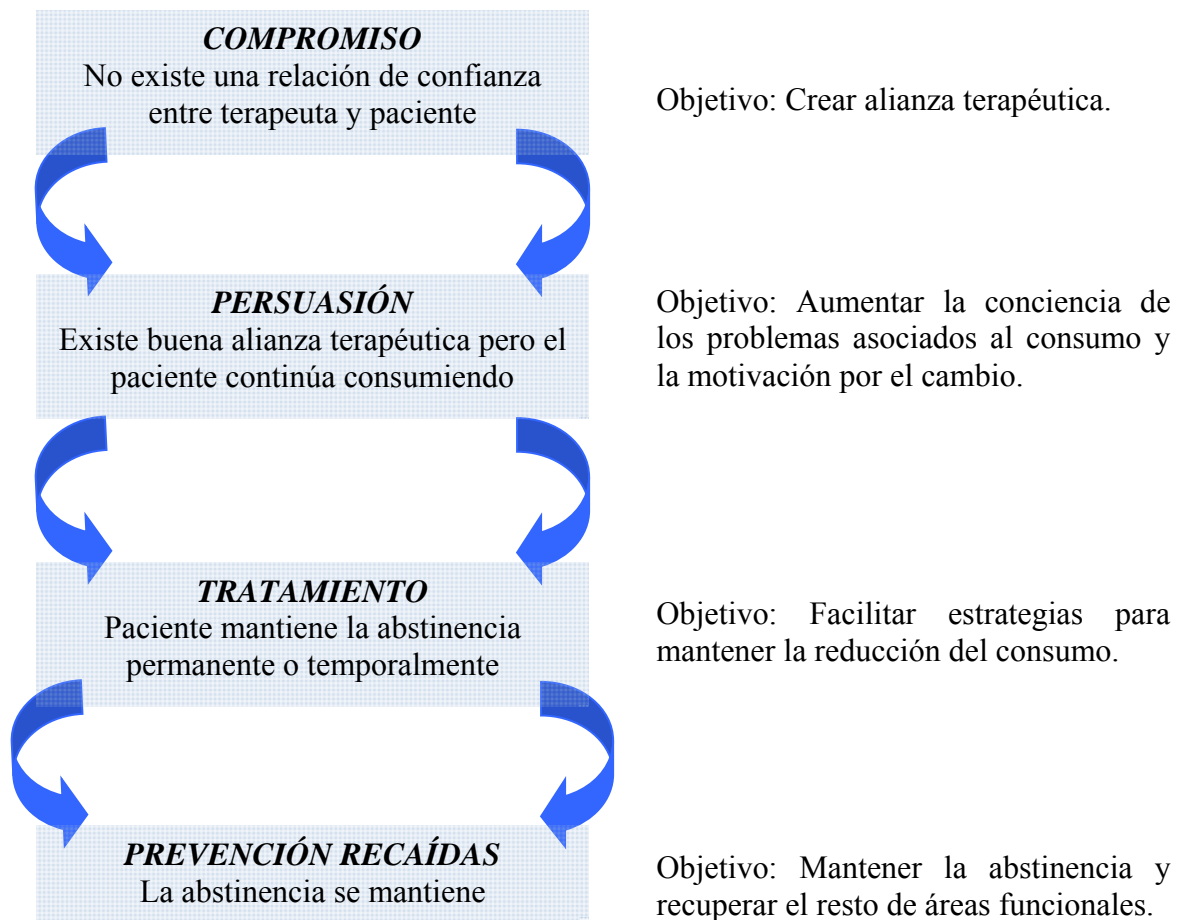 COMPROMISO
No existe una relación de confianza
entre terapeuta y paciente
Objetivo: Crear alianza terapéutica.
PERSUASIÓN
Existe buena alianza terapéutica pero el
paciente continúa consumiendo
Objetivo: Aumentar la conciencia de
los problemas asociados al consumo y
la motivación por el cambio.
TRATAMIENTO
Paciente mantiene la abstinencia
permanente o temporalmente
Objetivo: Facilitar estrategias para
mantener la reducción del consumo.
PREVENCIÓN RECAÍDAS
La abstinencia se mantiene
Objetivo: Mantener la abstinencia y
recuperar el resto de áreas funcionales.